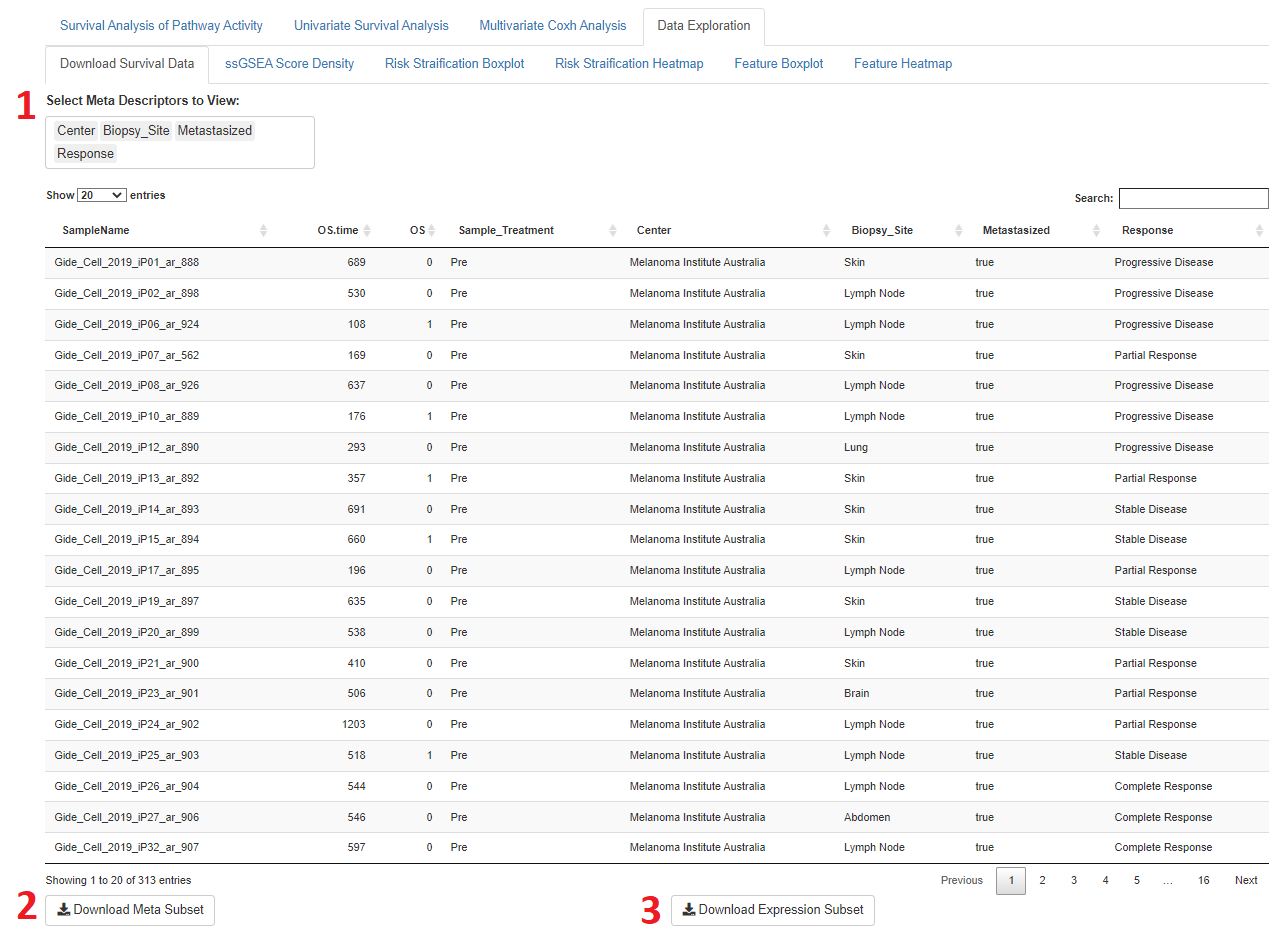 Survival Analysis of Pathway Activity Univariate Survival Analysis Multivariate Coxh Analysis Data Exploration
Download Survival Data ssGSEA Score Density Risk Straification Boxplot Risk Straification Heatmap Feature Boxplot Feature Heatmap
1 Select Meta Descriptors to View:
Center Biopsy_Site Metastasized
Response
Show 20 entries Search:
SampleName OS.time OS Sample_Treatment Center Biopsy_Site Metastasized Response
Gide_Cell_2019_iP01_ar_888 689 0 Pre Melanoma Institute Australia Skin true Progressive Disease
Gide_Cell_2019_iP02_ar_898 530 0 Pre Melanoma Institute Australia Lymph Node true Progressive Disease
Gide_Cell_2019_iP06_ar_924 108 1 Pre Melanoma Institute Australia Lymph Node true Progressive Disease
Gide_Cell_2019_iP07_ar_562 169 0 Pre Melanoma Institute Australia Skin true Partial Response
Gide_Cell_2019_iP08_ar_926 637 0 Pre Melanoma Institute Australia Lymph Node true Progressive Disease
Gide_Cell_2019_iP10_ar_889 176 1 Pre Melanoma Institute Australia Lymph Node true Progressive Disease
Gide_Cell_2019_iP12_ar_890 293 0 Pre Melanoma Institute Australia Lung true Progressive Disease
Gide_Cell_2019_iP13_ar_892 357 1 Pre Melanoma Institute Australia Skin true Partial Response
Gide_Cell_2019_iP14_ar_893 691 0 Pre Melanoma Institute Australia Skin true Stable Disease
Gide_Cell_2019_iP15_ar_894 660 1 Pre Melanoma Institute Australia Skin true Stable Disease
Gide_Cell_2019_iP17_ar_895 196 0 Pre Melanoma Institute Australia Lymph Node true Partial Response
Gide_Cell_2019_iP19_ar_897 635 0 Pre Melanoma Institute Australia Skin true Stable Disease
Gide_Cell_2019_iP20_ar_899 538 0 Pre Melanoma Institute Australia Lymph Node true Stable Disease
Gide_Cell_2019_iP21_ar_900 410 0 Pre Melanoma Institute Australia Skin true Partial Response
Gide_Cell_2019_iP23_ar_901 506 0 Pre Melanoma Institute Australia Brain true Partial Response
Gide_Cell_2019_iP24_ar_902 1203 0 Pre Melanoma Institute Australia Lymph Node true Partial Response
Gide_Cell_2019_iP25_ar_903 518 1 Pre Melanoma Institute Australia Lymph Node true Stable Disease
Gide_Cell_2019_iP26_ar_904 544 0 Pre Melanoma Institute Australia Lymph Node true Complete Response
Gide_Cell_2019_iP27_ar_906 546 0 Pre Melanoma Institute Australia Abdomen true Complete Response
Gide_Cell_2019_iP32_ar_907 597 0 Pre Melanoma Institute Australia Lymph Node true Complete Response
Showing 1 to 20 of 313 entries Previous 1 2 3 4 5 … 16 Next
2 Download Meta Subset 3 Download Expression Subset